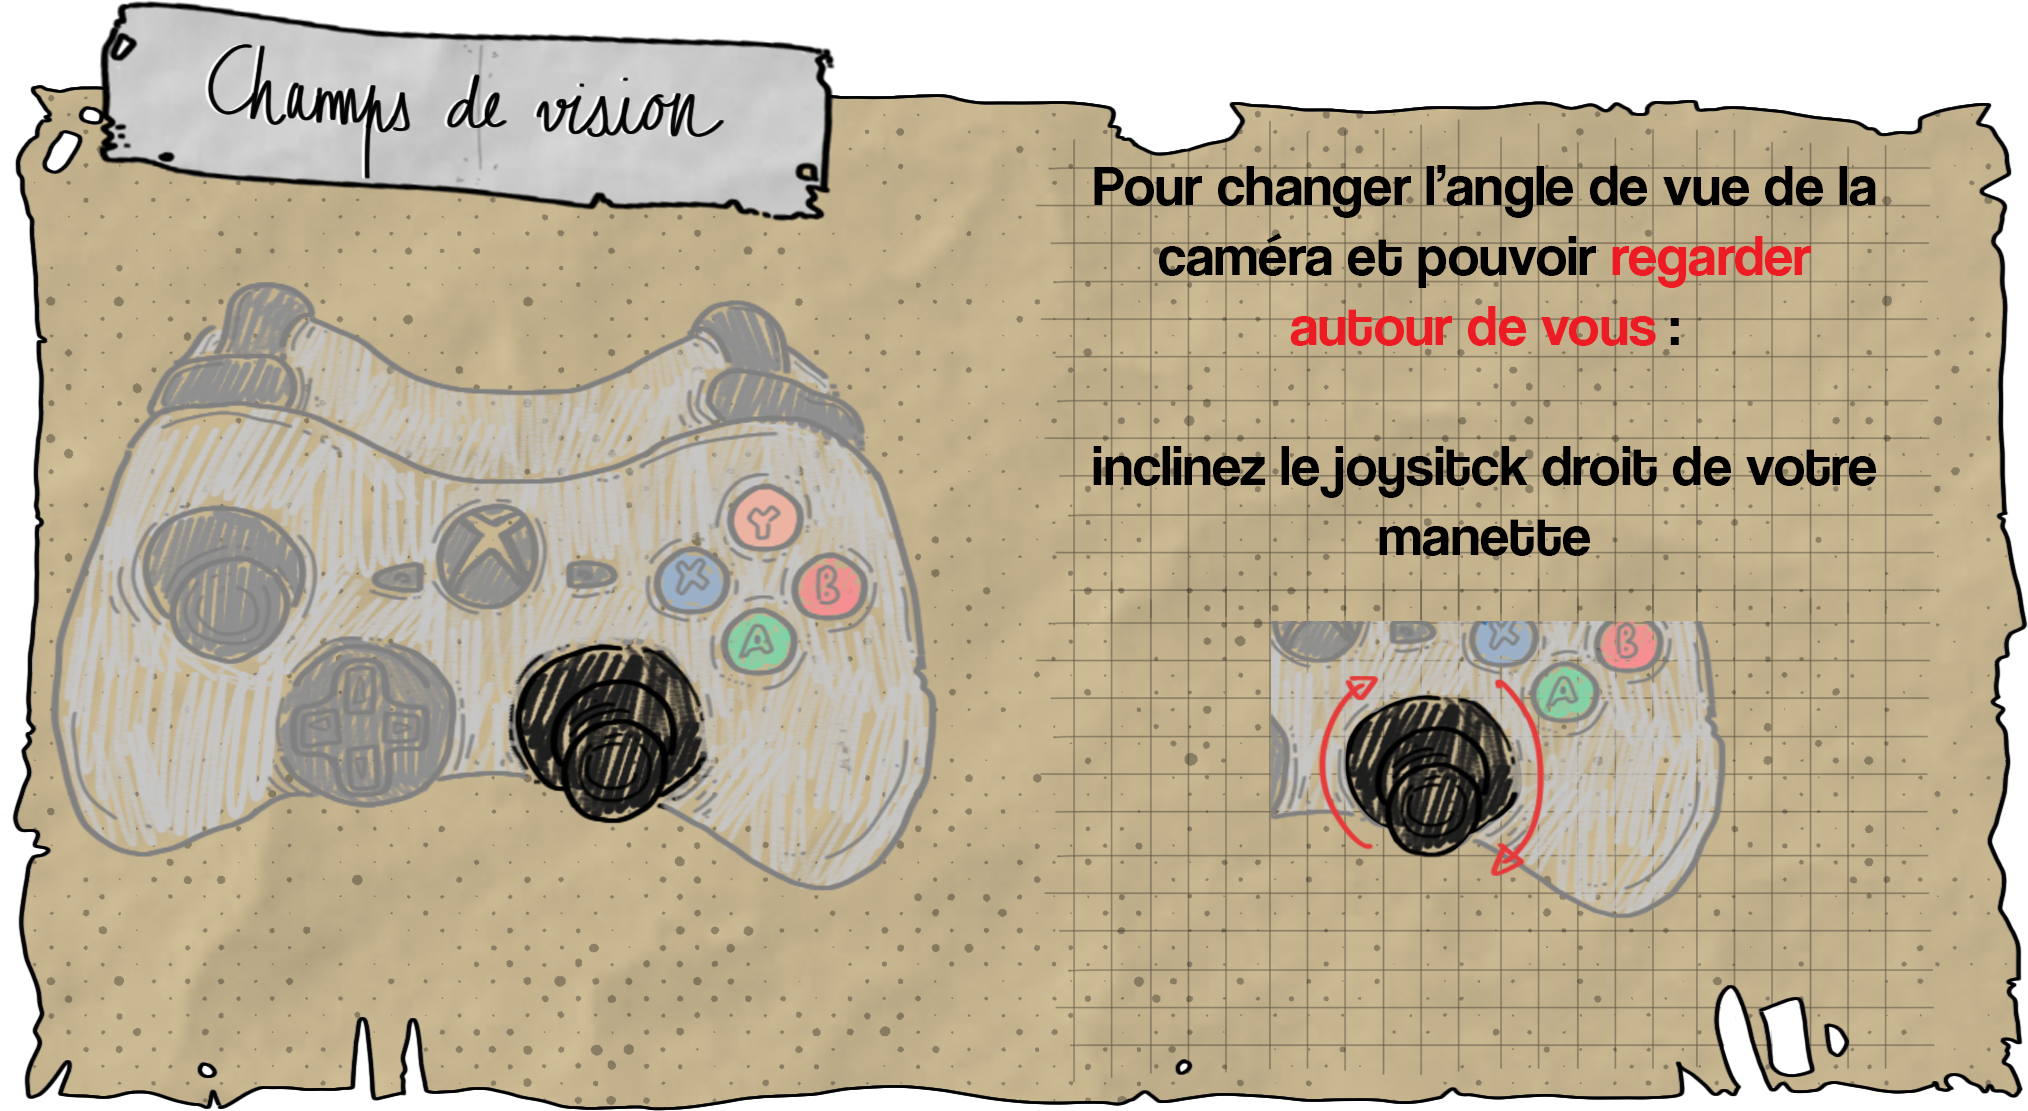 Champs de vision
Pour changer l'angle de vue de la
caméra et pouvoir regarder
autour de vous :
inclinez le joysitck droit de votre
manette
Y
X
B
A
X
B
A